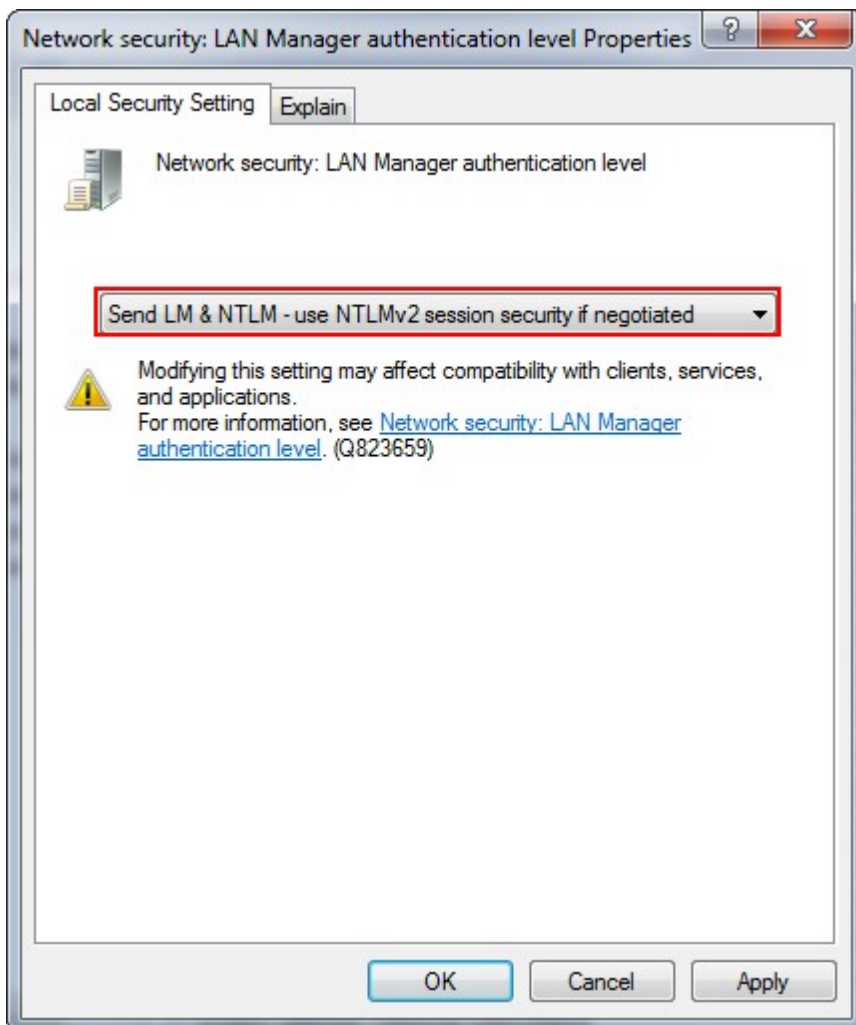 Network security: LAN Manager authentication level Properties
Local Security Setting
Explain
Network security: LAN Manager authentication level
Send LM & NTLM - use NTLMv2 session security if negotiated
Modifying this setting may affect compatibility with clients, services,
and applications.
For more information, see Network security: LAN Manager
authentication level. (Q823659)
OK
Cancel
Apply